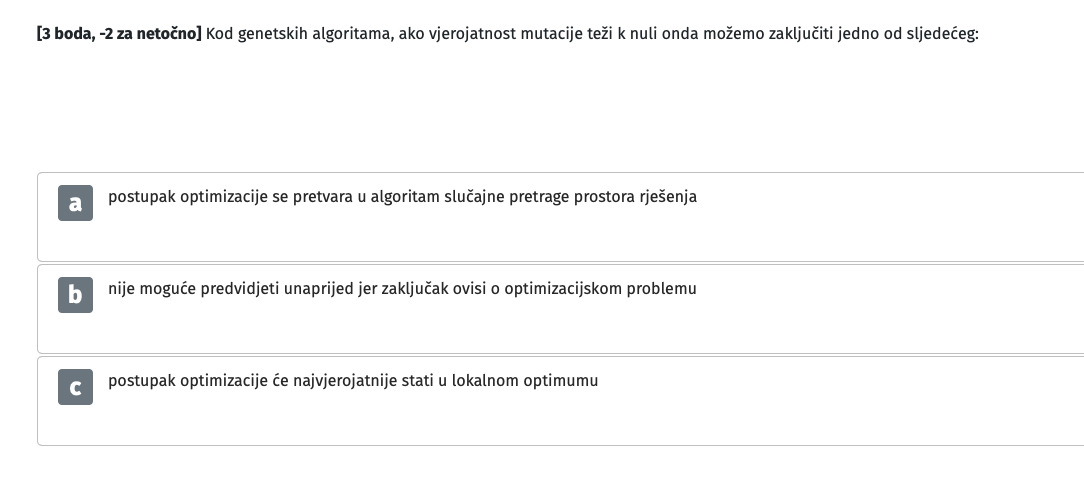 [3 boda, -2 za netočno] Kod genetskih algoritama, ako vjerojatnost mutacije teži k nuli onda možemo zaključiti jedno od sljedećeg:
a postupak optimizacije se pretvara u algoritam slučajne pretrage prostora rješenja
b nije moguće predvidjeti unaprijed jer zaključak ovisi o optimizacijskom problemu
c postupak optimizacije će najvjerojatnije stati u lokalnom optimumu